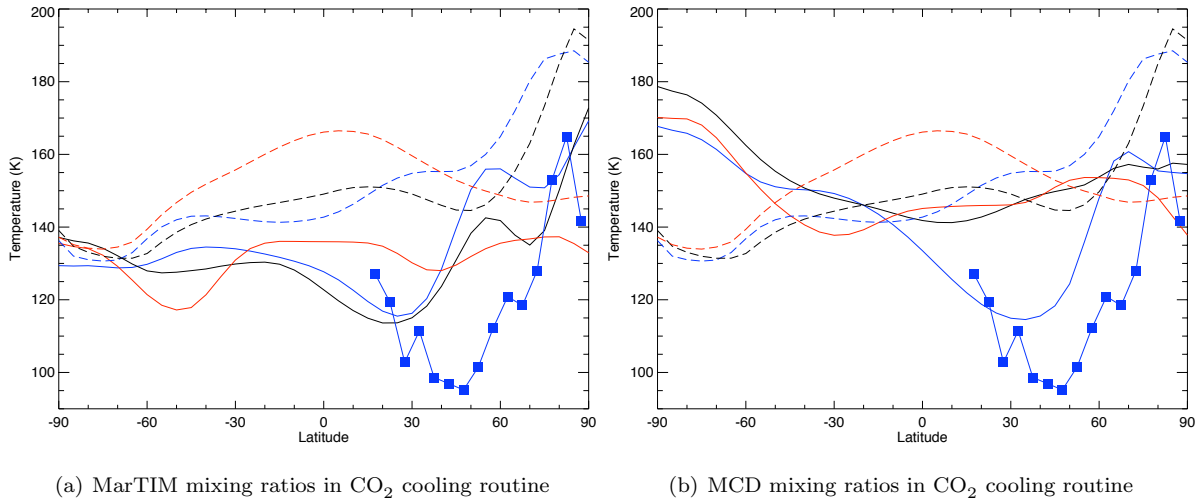 200
180
160
140
120
100
Temperature (K)
-90 -60 -30 0 30 60 90
Latitude
(a) MarTIM mixing ratios in CO₂ cooling routine
200
180
160
140
120
100
Temperature (K)
-90 -60 -30 0 30 60 90
Latitude
(b) MCD mixing ratios in CO₂ cooling routine